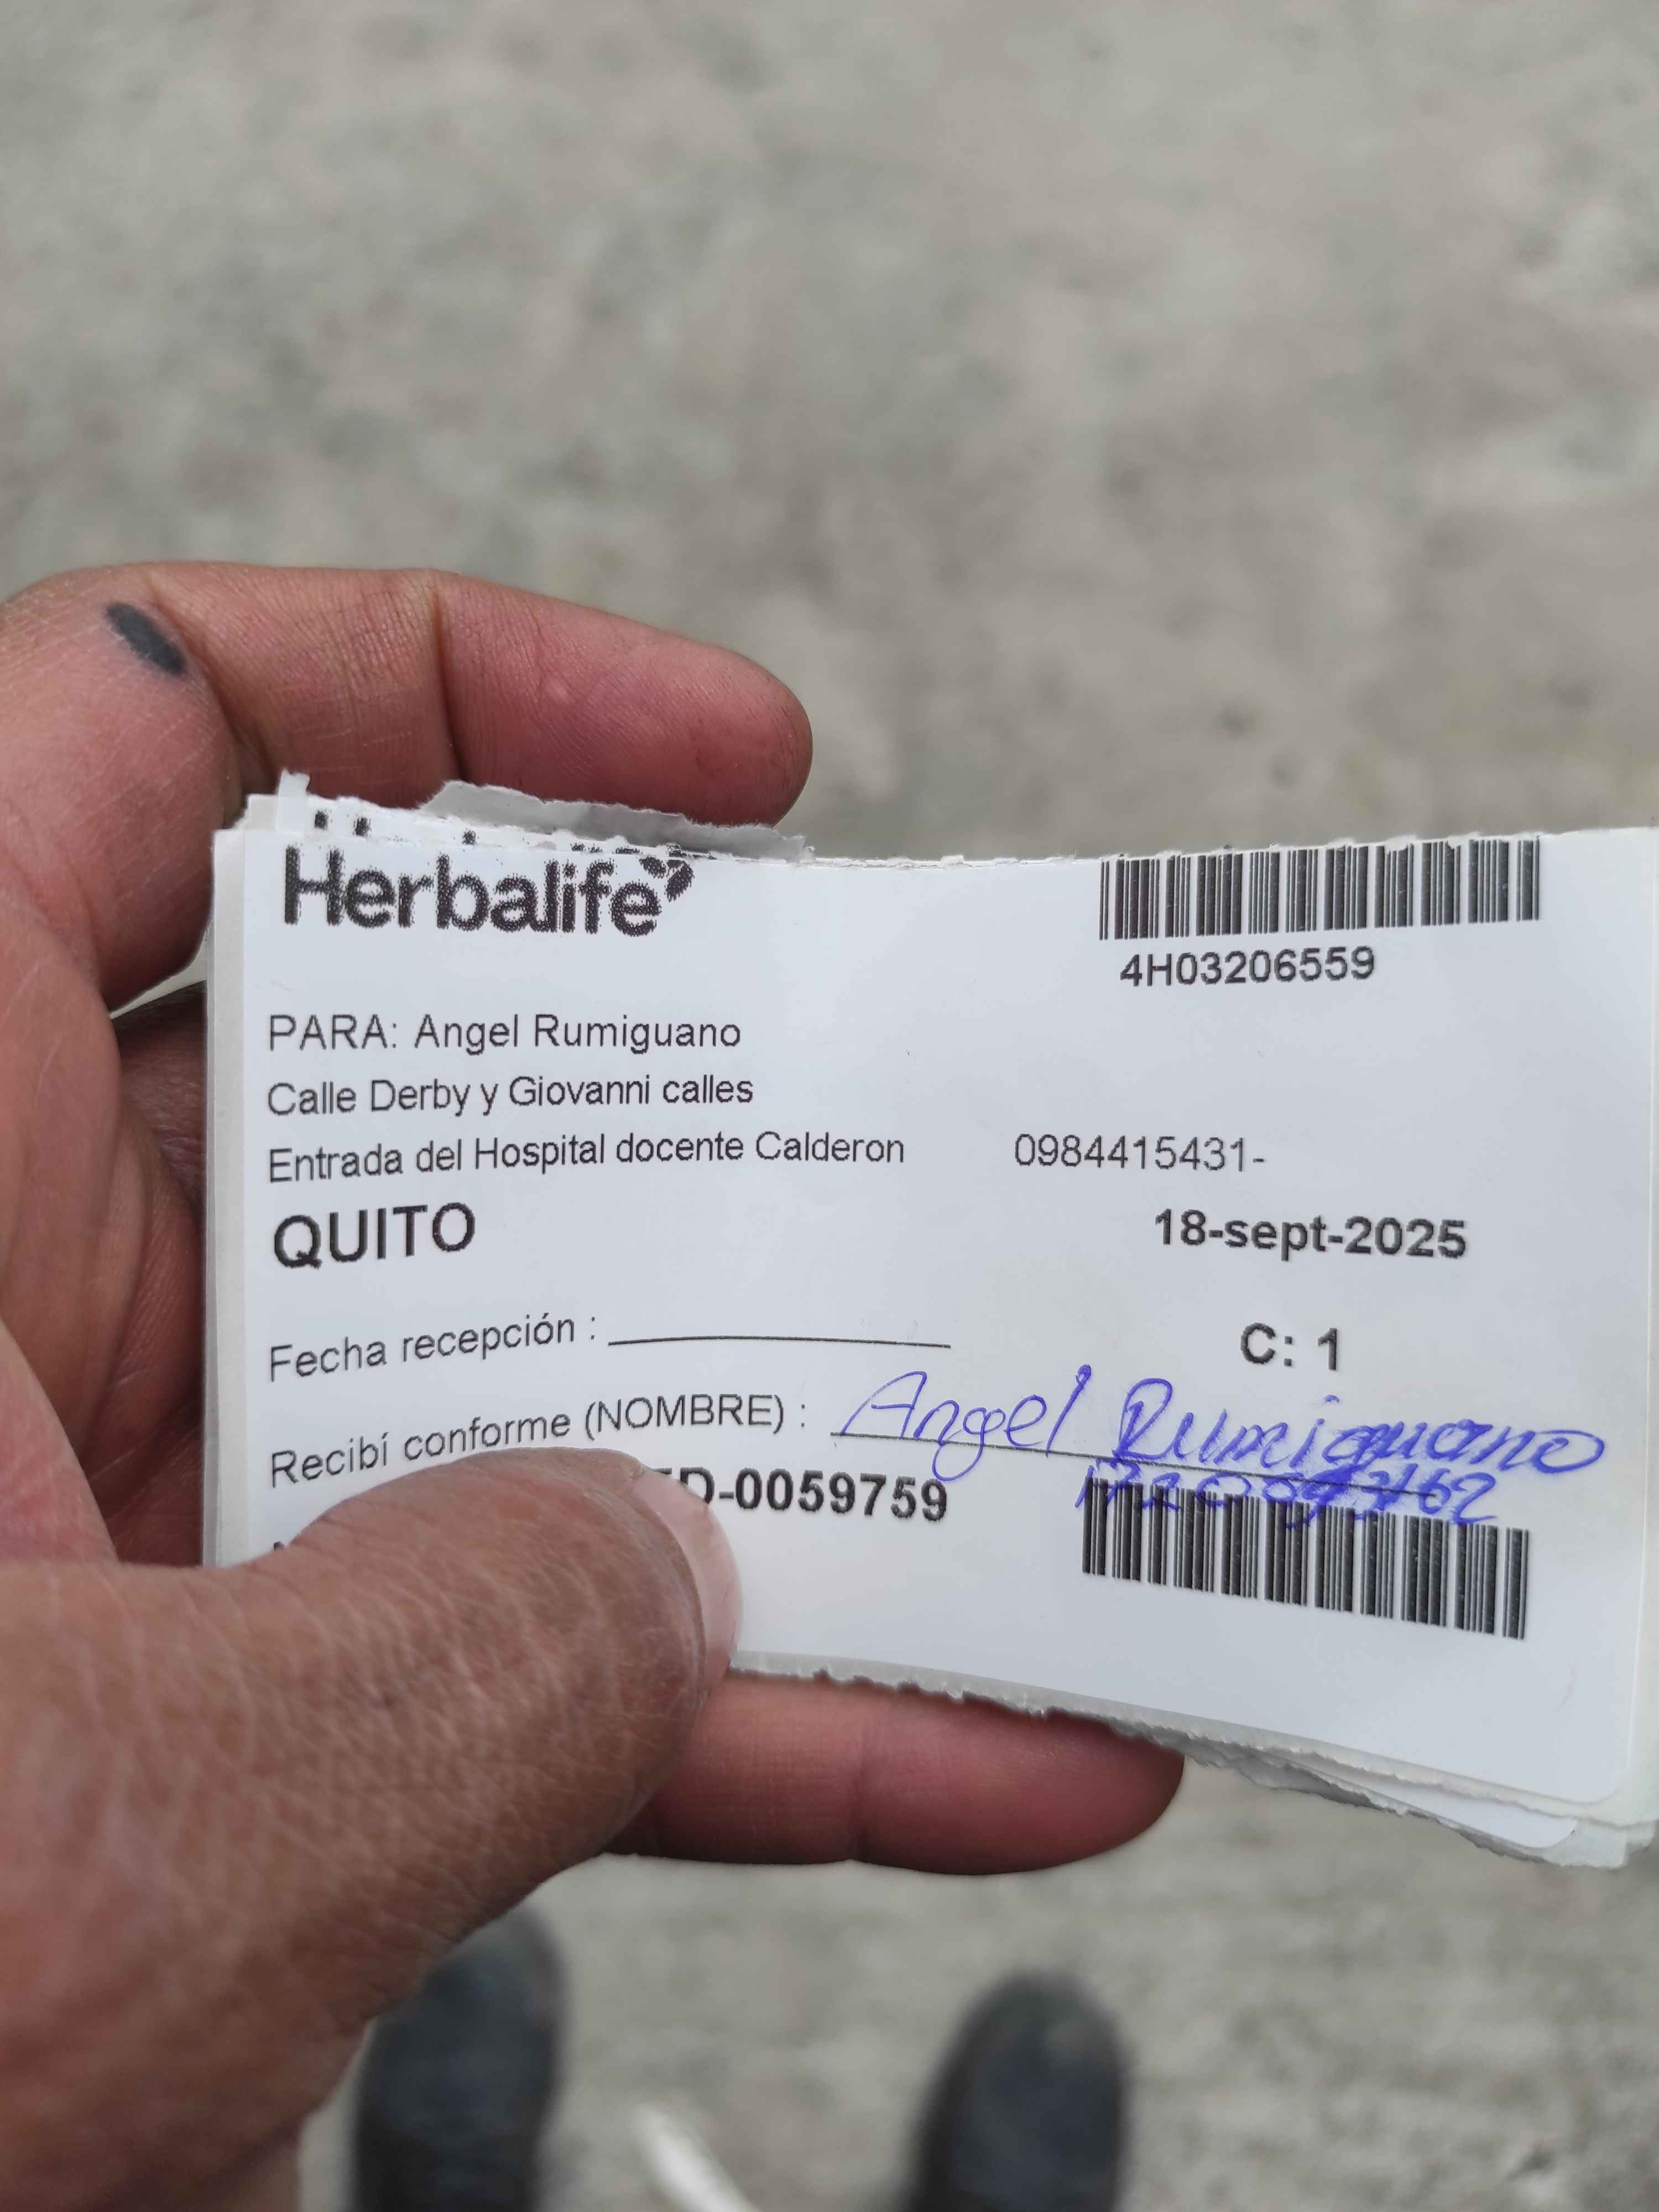 Herbalife
4H03206559
PARA: Angel Rumiguano
Calle Derby y Giovanni calles
Entrada del Hospital docente Calderon 0984415431-
QUITO 18-sept-2025
Fecha recepción :
C: 1
Recibí conforme (NOMBRE) : Angel Rumiguano
D-0059759